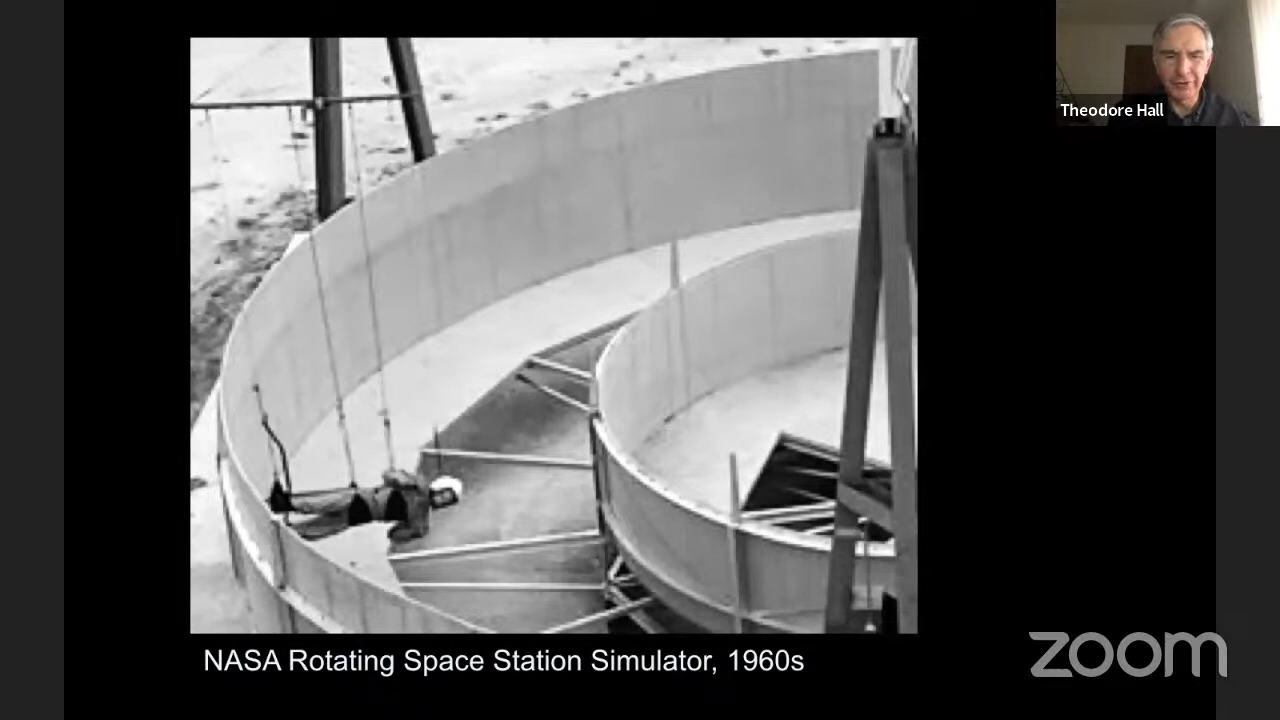 Theodore Hall
NASA Rotating Space Station Simulator, 1960s
zoom